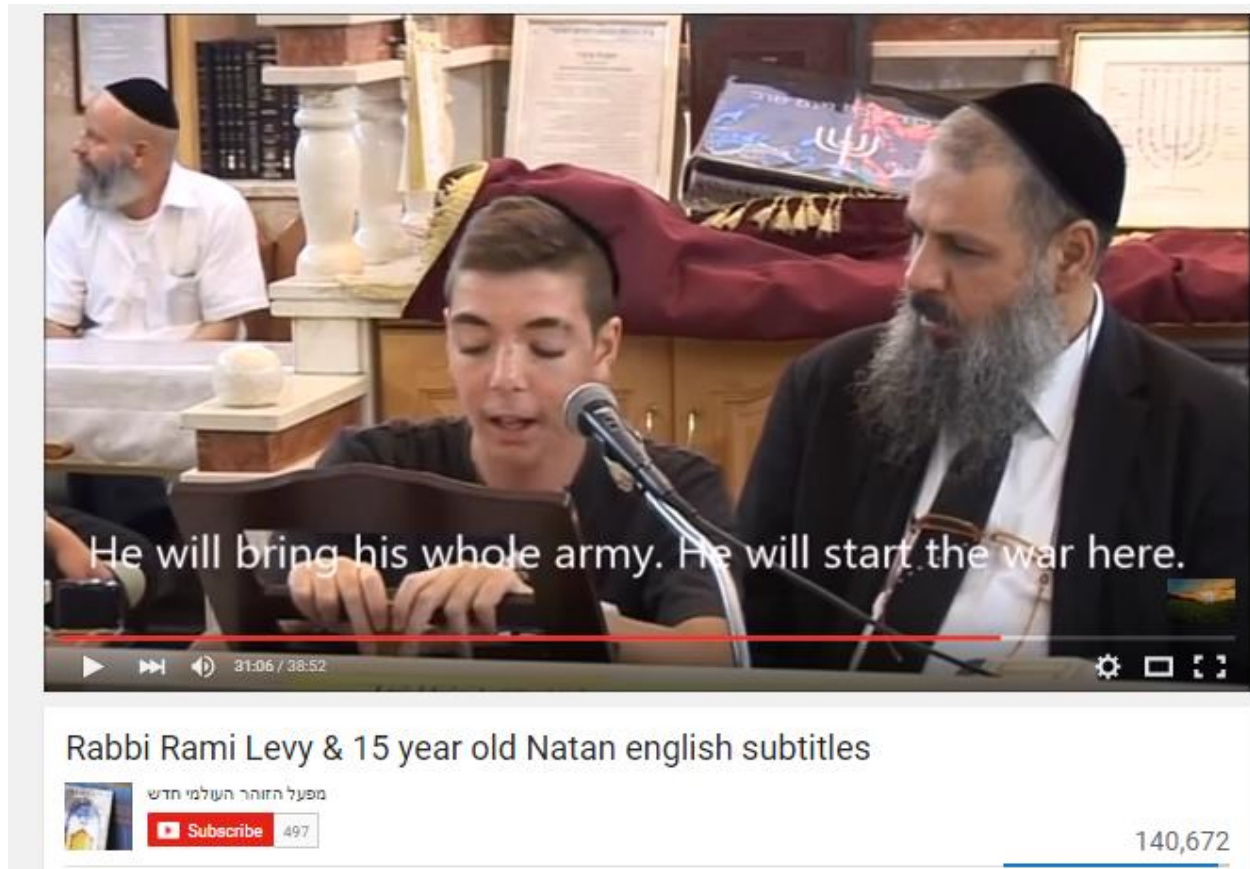 He will bring his whole army. He will start the war here.
31:06 / 38:52
Rabbi Rami Levy & 15 year old Natan english subtitles
מפעל הזוהר העולמי חדש
Subscribe 497
140,672